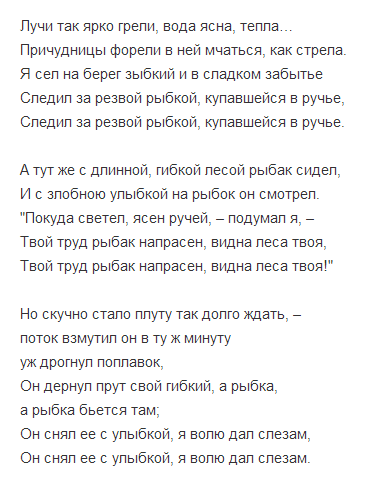 Лучи так ярко грели, вода ясна, тепла…
Причудницы форели в ней мчаться, как стрела.
Я сел на берег зыбкий и в сладком забытье
Следил за резвой рыбкой, купавшейся в ручье,
Следил за резвой рыбкой, купавшейся в ручье.

А тут же с длинной, гибкой лесой рыбак сидел,
И с злобною улыбкой на рыбок он смотрел.
"Покуда светел, ясен ручей, – подумал я, –
Твой труд рыбак напрасен, видна леса твоя,
Твой труд рыбак напрасен, видна леса твоя!"

Но скучно стало плуту так долго ждать, –
поток взмутил он в ту ж минуту
уж дрогнул поплавок,
Он дернул прут свой гибкий, а рыбка,
а рыбка бьется там;
Он снял ее с улыбкой, я волю дал слезам,
Он снял ее с улыбкой, я волю дал слезам.